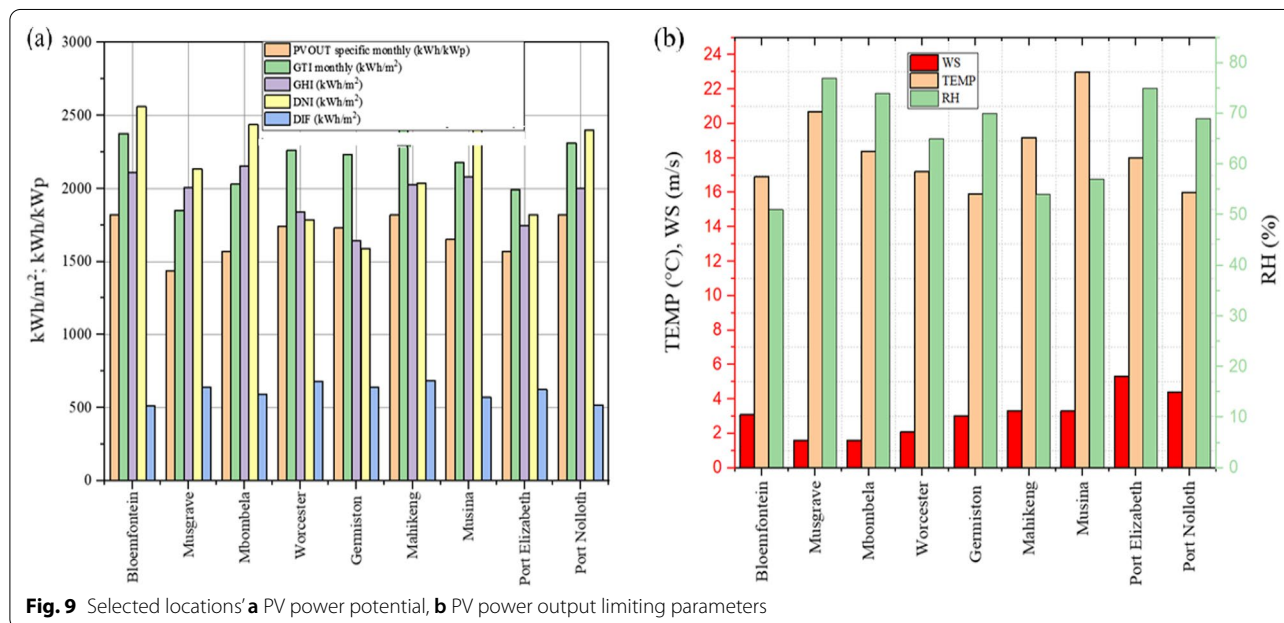 (a)
3000
2500
2000
1500
1000
500
0
kWh/m²; kWh/kWp
PVOUT specific monthly (kWh/kWp)
GTI monthly (kWh/m²)
GHI (kWh/m²)
DNI (kWh/m²)
DIF (kWh/m²)
Bloemfontein
Musgrave
Mbombela
Worcester
Germiston
Mahikeng
Musina
Port Elizabeth
Port Nolloth
(b)
24
22
20
18
16
14
12
10
8
6
4
2
0
TEMP (°C), WS (m/s)
WS
TEMP
RH
80
70
60
50
40
30
20
10
0
RH (%)
Bloemfontein
Musgrave
Mbombela
Worcester
Germiston
Mahikeng
Musina
Port Elizabeth
Port Nolloth
Fig. 9 Selected locations' a PV power potential, b PV power output limiting parameters